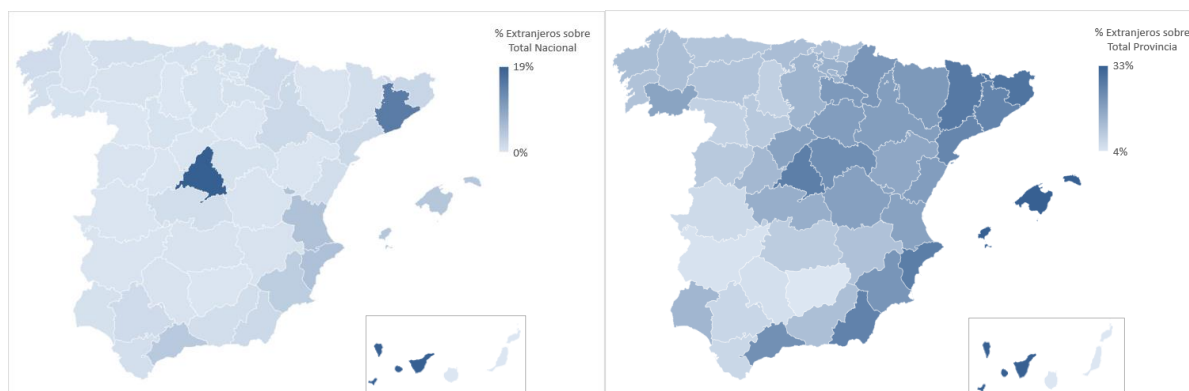 % Extranjeros sobre
Total Nacional
19%
0%
% Extranjeros sobre
Total Provincia
33%
4%